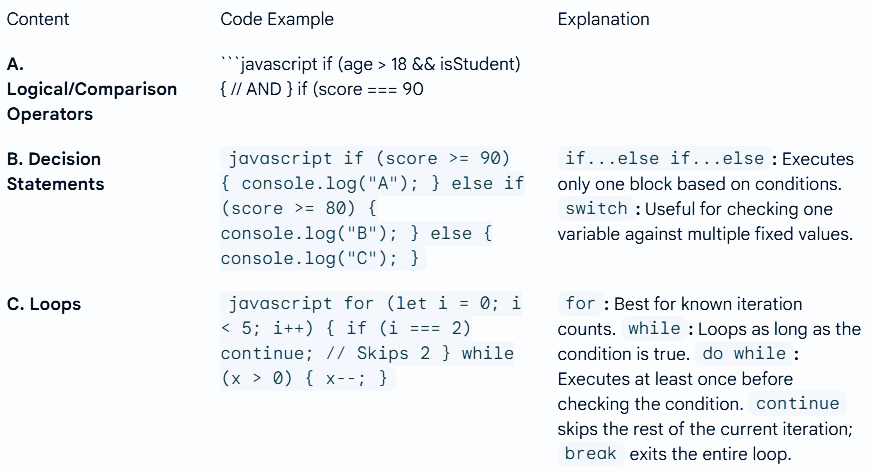 Content Code Example Explanation
A.
Logical/Comparison
Operators
```javascript if (age > 18 && isStudent)
{ // AND } if (score === 90
B. Decision
Statements
javascript if (score >= 90)
{ console.log("A"); } else if
(score >= 80) {
console.log("B"); } else {
console.log("C"); }
if...else if...else : Executes
only one block based on conditions.
switch : Useful for checking one
variable against multiple fixed values.
C. Loops
javascript for (let i = 0; i
< 5; i++) { if (i === 2)
continue; // Skips 2 } while
(x > 0) { x--; }
for : Best for known iteration
counts. while : Loops as long as the
condition is true. do while :
Executes at least once before
checking the condition. continue
skips the rest of the current iteration;
break exits the entire loop.